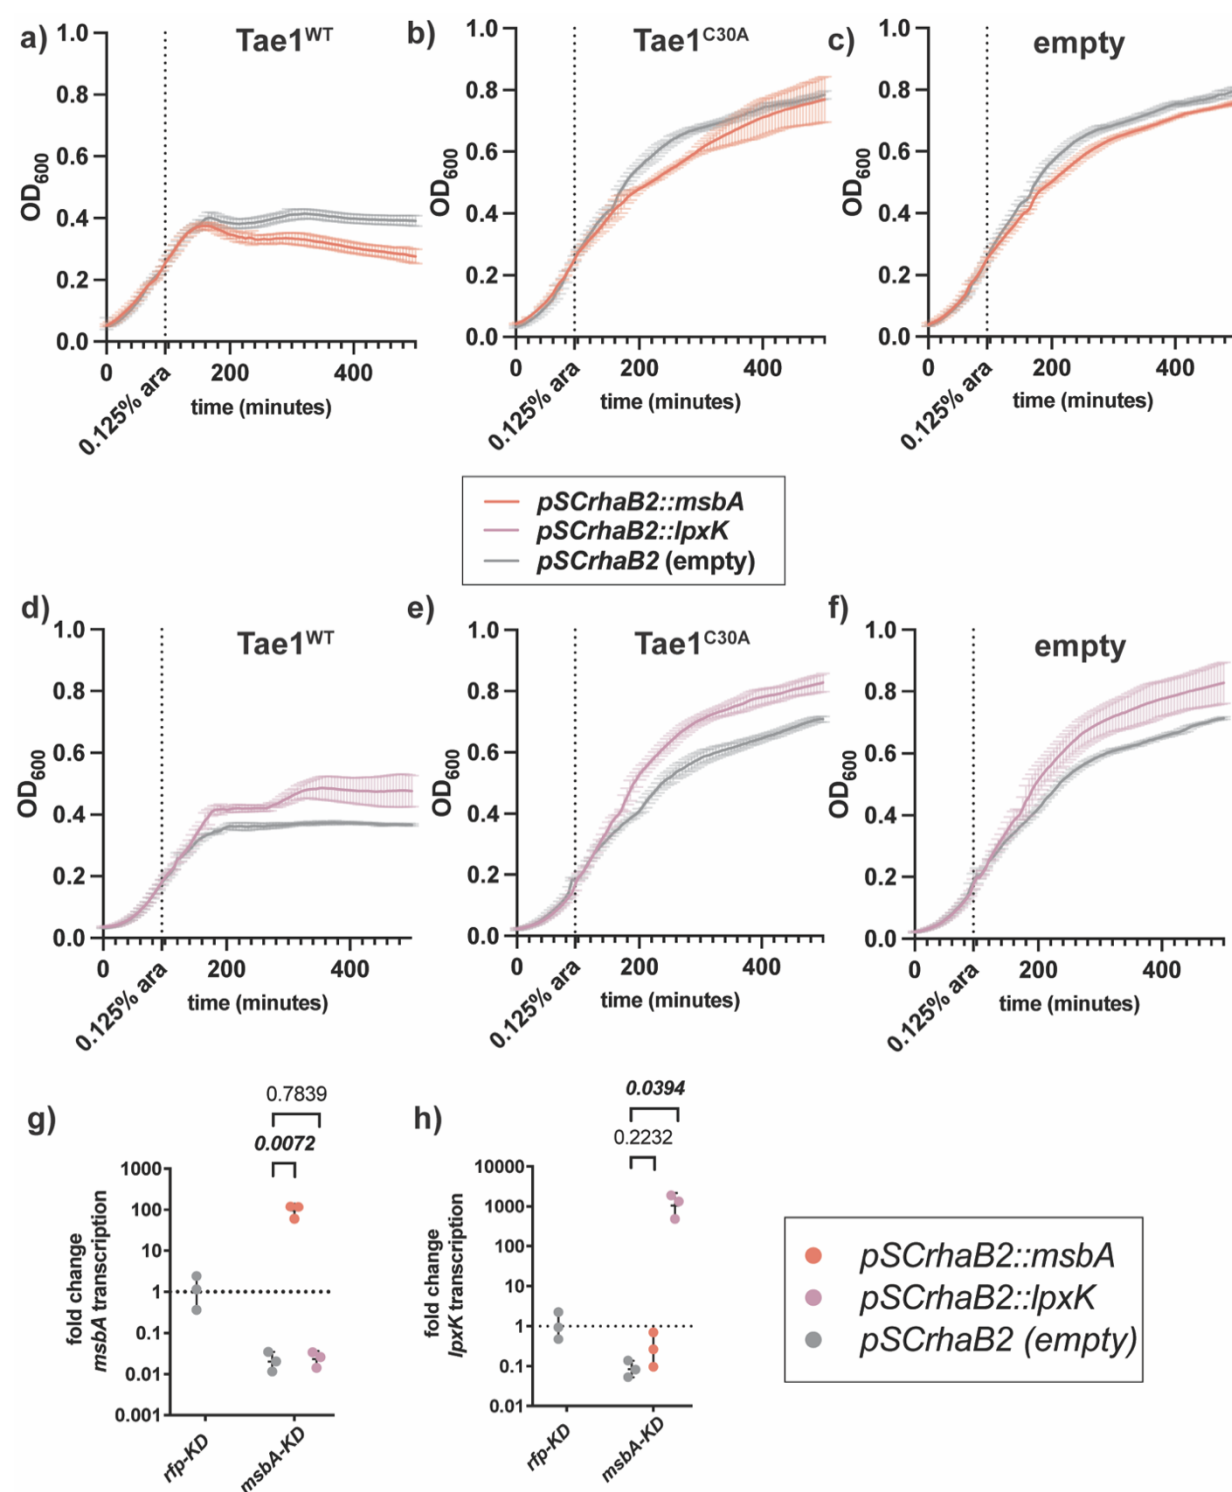 a) Tae1^WT
1.0
0.8
0.6
0.4
0.2
0.0
OD600
0 200 400
0.125% ara
time (minutes)
b) Tae1^C30A
1.0
0.8
0.6
0.4
0.2
0.0
OD600
0 200 400
0.125% ara
time (minutes)
c) empty
1.0
0.8
0.6
0.4
0.2
0.0
OD600
0 200 400
0.125% ara
time (minutes)
pSCrhaB2::msbA
pSCrhaB2::lpxK
pSCrhaB2 (empty)
d) Tae1^WT
1.0
0.8
0.6
0.4
0.2
0.0
OD600
0 200 400
0.125% ara
time (minutes)
e) Tae1^C30A
1.0
0.8
0.6
0.4
0.2
0.0
OD600
0 200 400
0.125% ara
time (minutes)
f) empty
1.0
0.8
0.6
0.4
0.2
0.0
OD600
0 200 400
0.125% ara
time (minutes)
g)
0.7839
0.0072
fold change
msbA transcription
1000
100
10
1
0.1
0.01
0.001
rfp-KD
msbA-KD
h)
0.0394
0.2232
fold change
lpxK transcription
10000
1000
100
10
1
0.1
0.01
rfp-KD
msbA-KD
pSCrhaB2::msbA
pSCrhaB2::lpxK
pSCrhaB2 (empty)